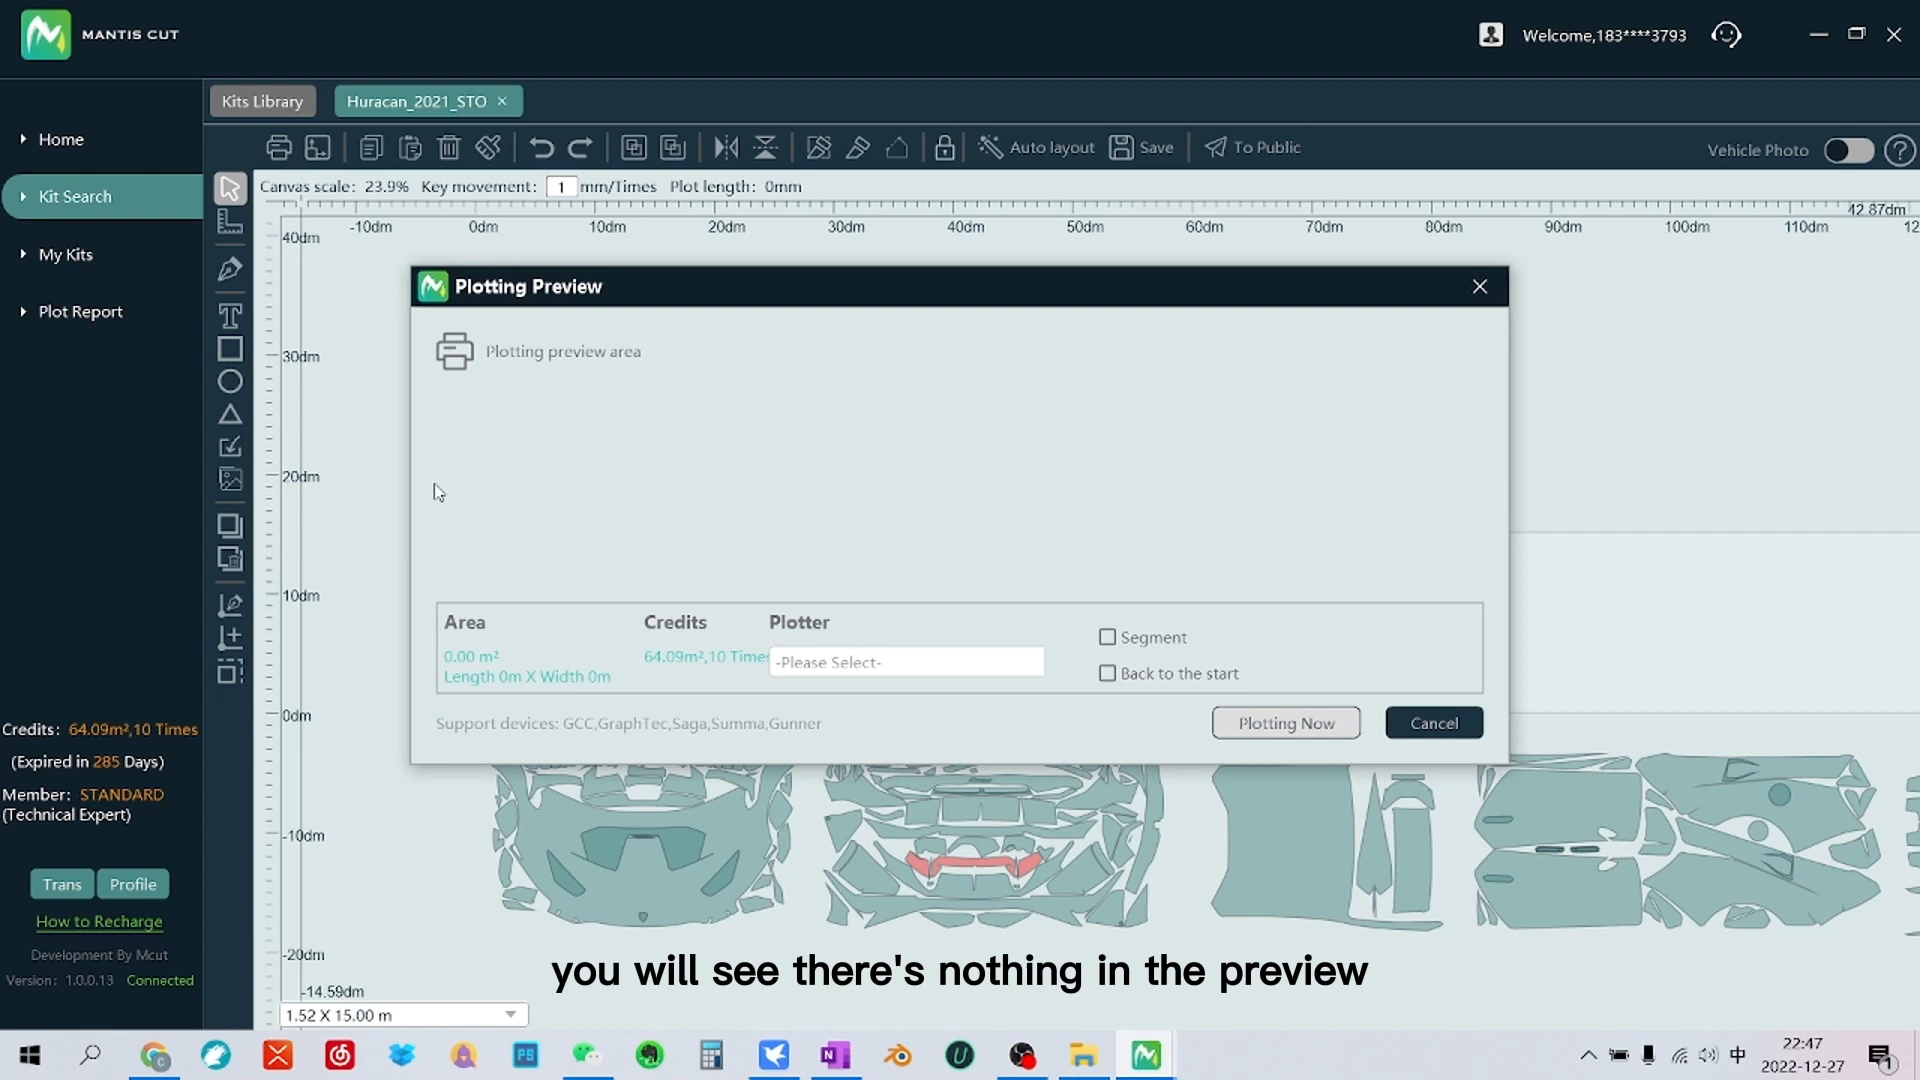 MANTIS CUT
Welcome,183****3793
Kits Library
Huracan_2021_STO
Home
Kit Search
My Kits
Plot Report
Auto layout
Save
To Public
Vehicle Photo
Canvas scale: 23.9% Key movement: 1 mm/Times Plot length: 0mm
42.87dm
-10dm 0dm 10dm 20dm 30dm 40dm 50dm 60dm 70dm 80dm 90dm 100dm 110dm 12
40dm
30dm
20dm
10dm
0dm
-10dm
-20dm
-14.59dm
1.52 X 15.00 m
Plotting Preview
Plotting preview area
Area
0.00 m²
Length 0m X Width 0m
Credits
64.09m²,10 Times
Plotter
-Please Select-
Segment
Back to the start
Support devices: GCC,GraphTec,Saga,Summa,Gunner
Plotting Now
Cancel
Credits: 64.09m²,10 Times
(Expired in 285 Days)
Member: STANDARD
(Technical Expert)
Trans
Profile
How to Recharge
Development By Mcut
Version: 1.0.0.13 Connected
you will see there's nothing in the preview
PS
N
U
中
22:47
2022-12-27
1